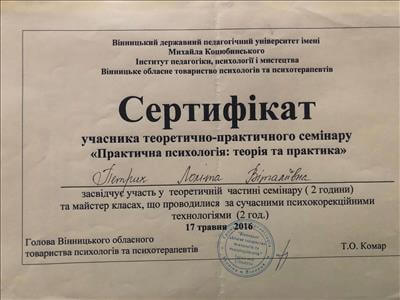 Вінницький державний педагогічний університет імені
Михайла Коцюбинського
Інститут педагогіки, психології і мистецтва
Вінницьке обласне товариство психологів та психотерапевтів
Сертифікат
учасника теоретично-практичного семінару
«Практична психологія: теорія та практика»
Петрик Лоліта Віталіївна
засвідчує участь у теоретичній частині семінару ( 2 години)
та майстер класах, що проводилися за сучасними психокорекційними
технологіями (2 год.)
17 травня 2016
Голова Вінницького обласного
товариства психологів та психотерапевтів
Т.О. Комар